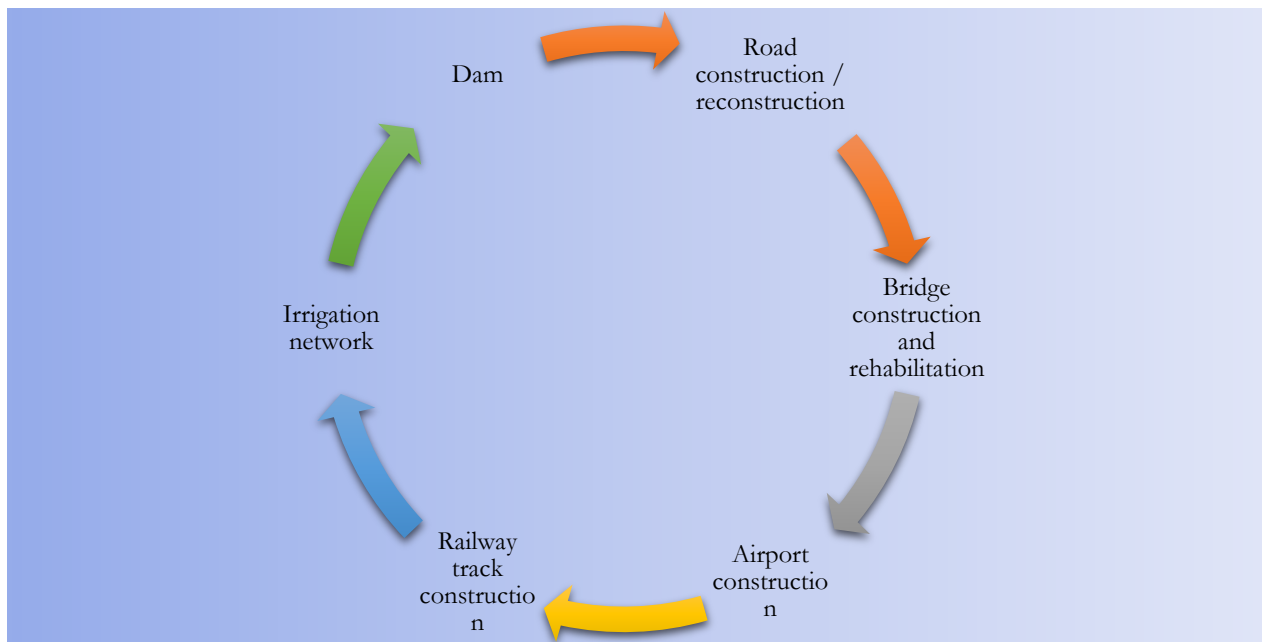 Dam
Road
construction /
reconstruction
Bridge
construction
and
rehabilitation
Airport
constructio
n
Railway
track
constructio
n
Irrigation
network